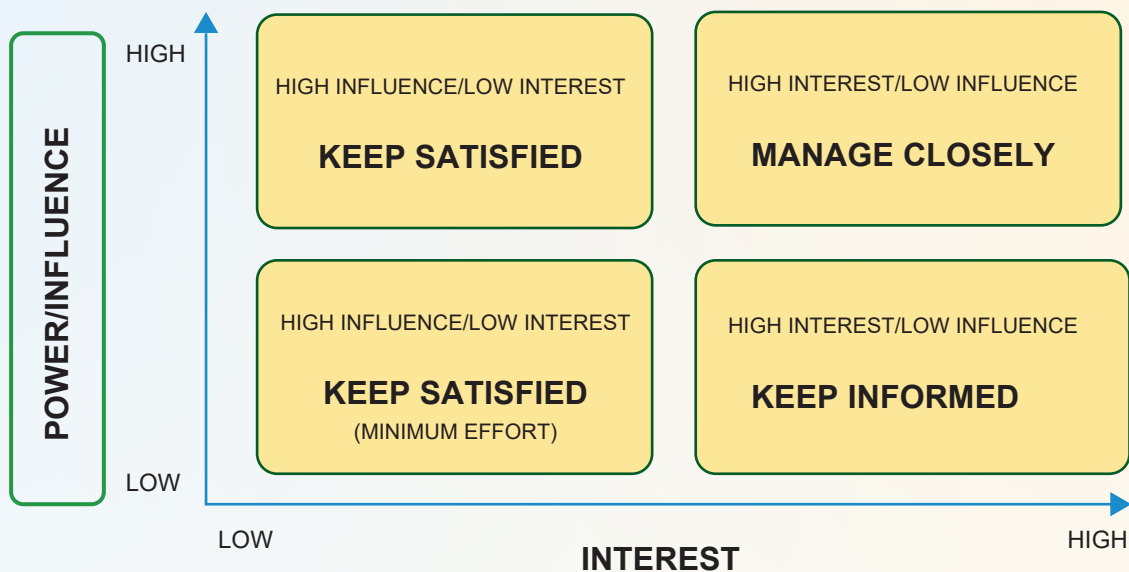 POWER/INFLUENCE
HIGH
HIGH INFLUENCE/LOW INTEREST
KEEP SATISFIED
HIGH INTEREST/LOW INFLUENCE
MANAGE CLOSELY
HIGH INFLUENCE/LOW INTEREST
KEEP SATISFIED
(MINIMUM EFFORT)
HIGH INTEREST/LOW INFLUENCE
KEEP INFORMED
LOW
LOW
INTEREST
HIGH